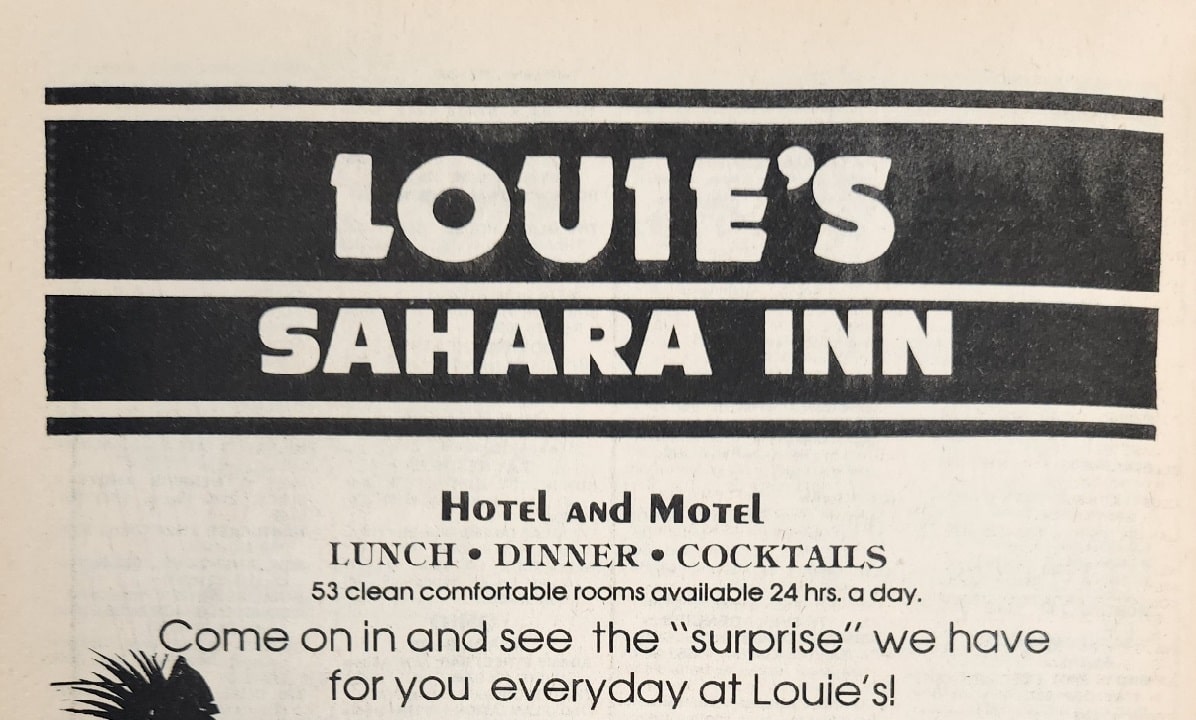 LOUIE'S
SAHARA INN
HOTEL AND MOTEL
LUNCH • DINNER • COCKTAILS
53 clean comfortable rooms available 24 hrs. a day.
Come on in and see the "surprise" we have
for you everyday at Louie's!